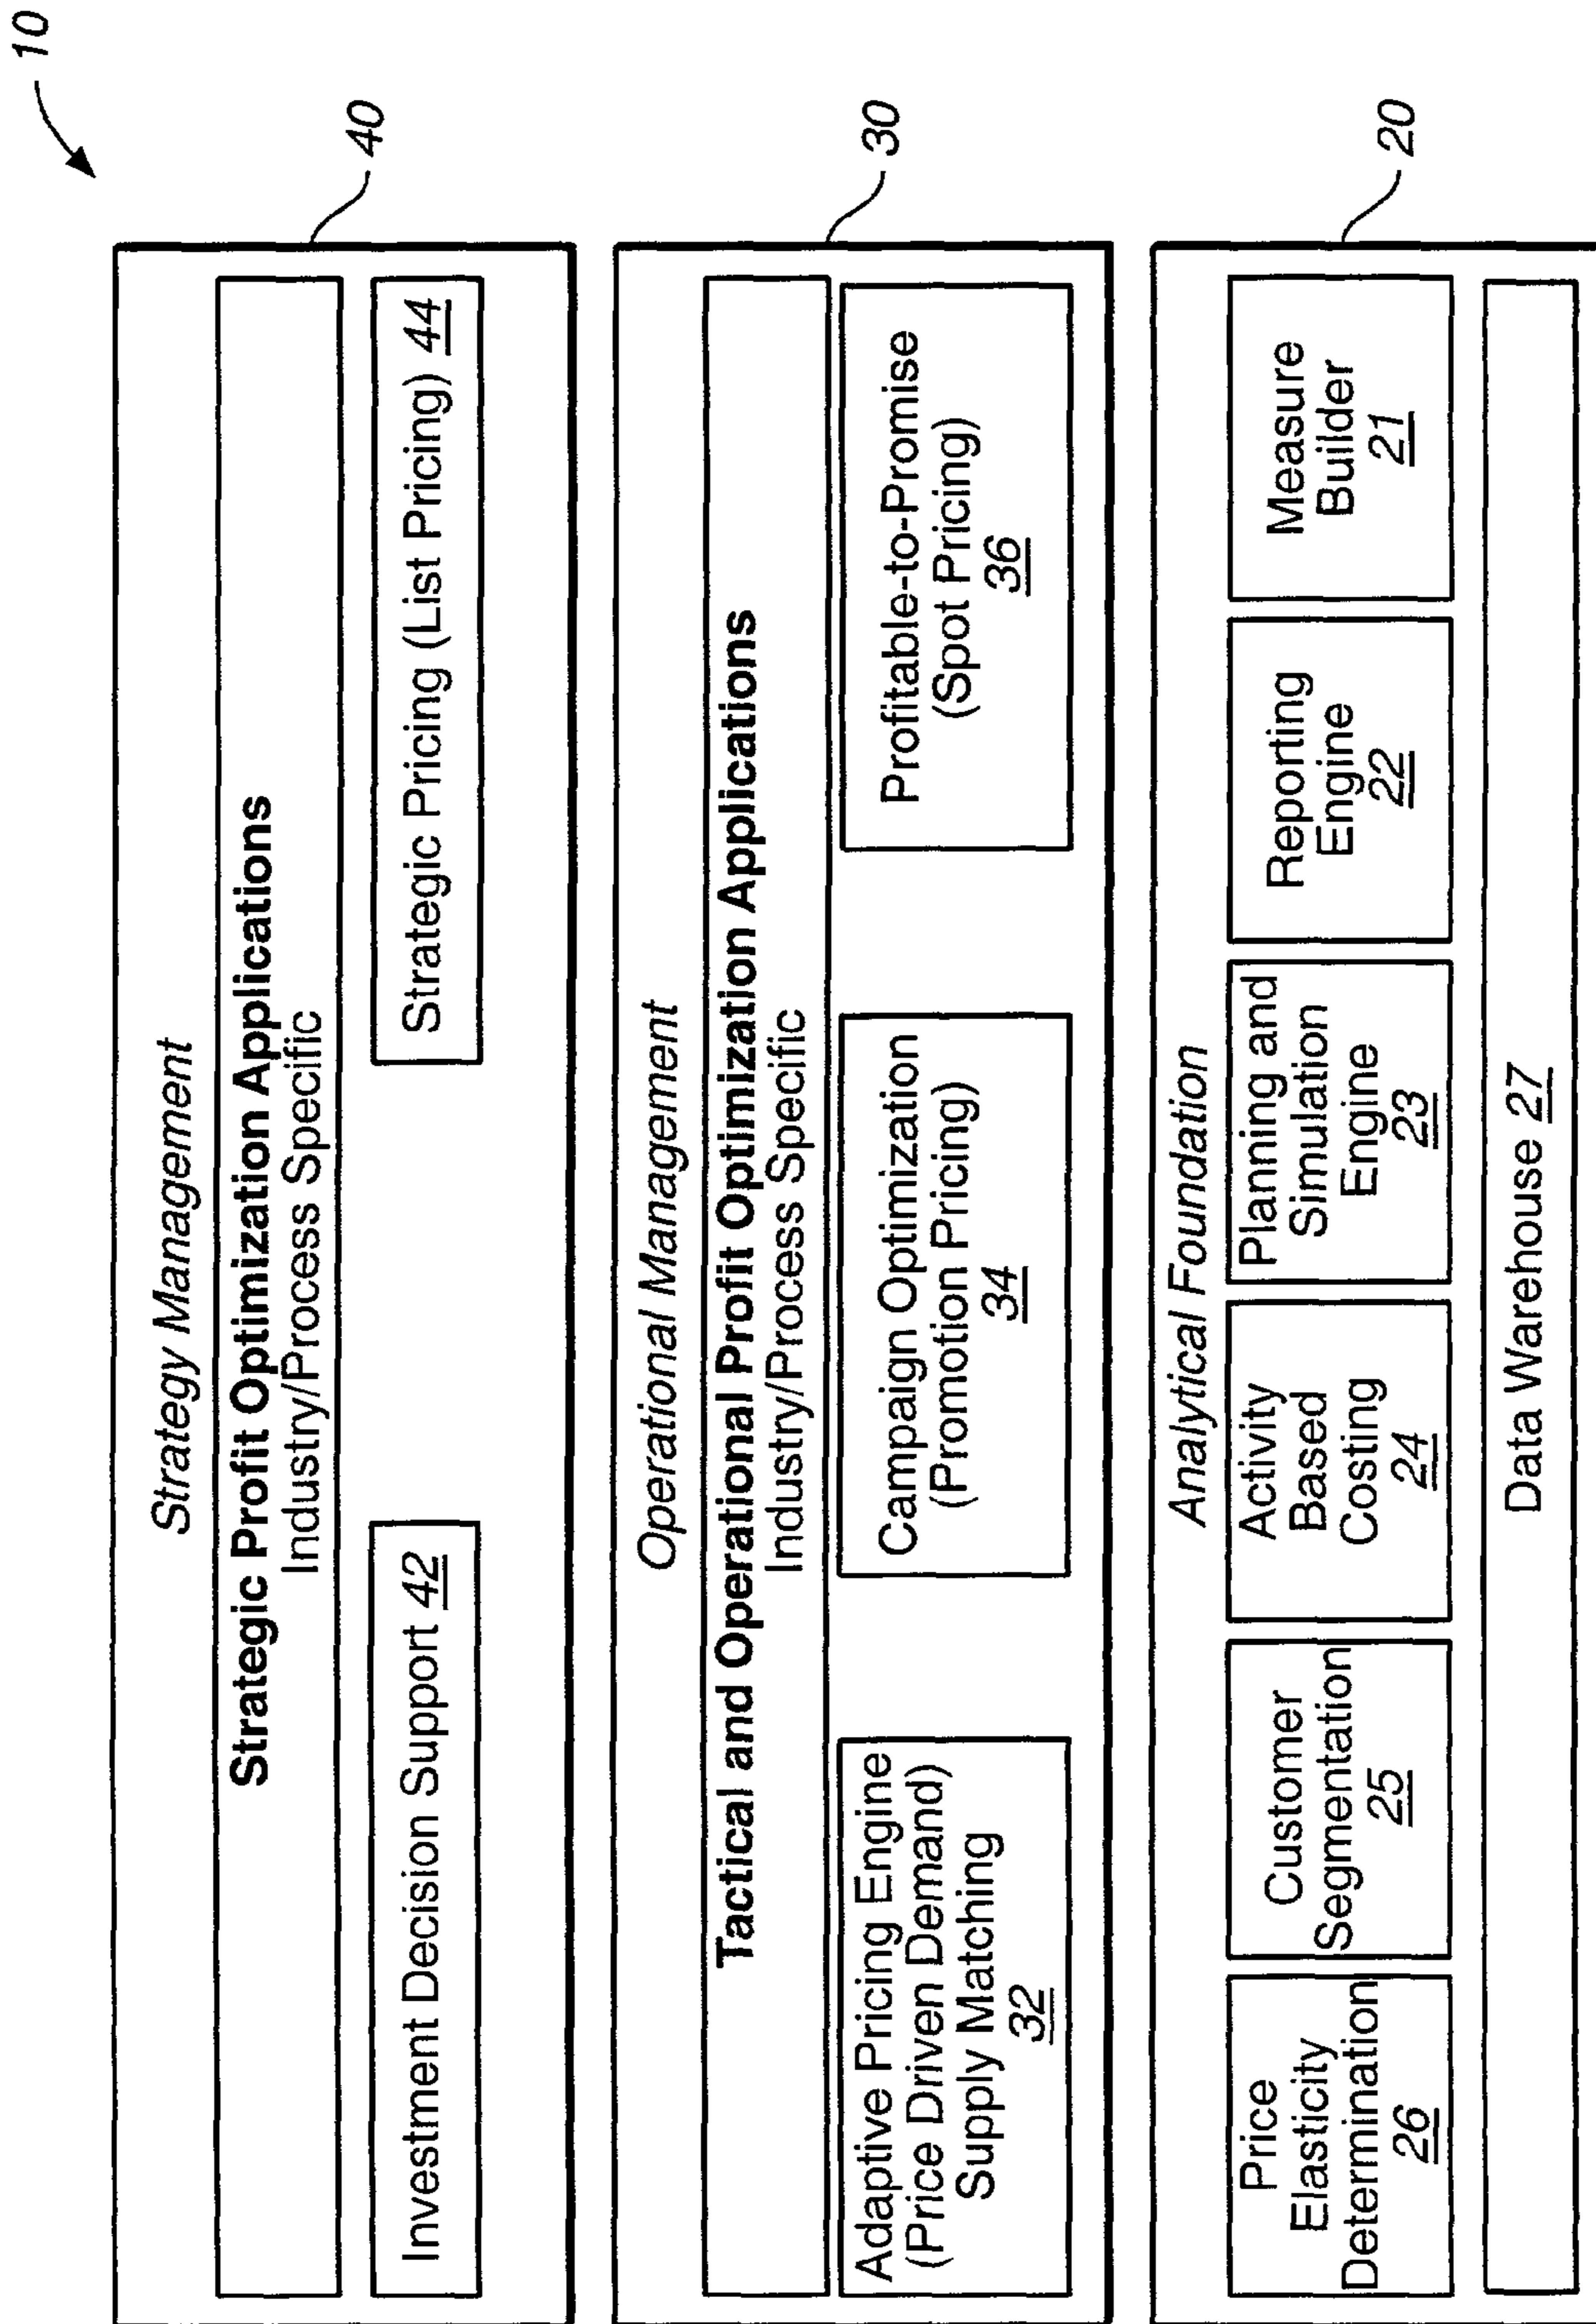 10
Strategy Management
40
Strategic Profit Optimization Applications
Industry/Process Specific
Investment Decision Support 42
Strategic Pricing (List Pricing) 44
Operational Management
30
Tactical and Operational Profit Optimization Applications
Industry/Process Specific
Adaptive Pricing Engine
(Price Driven Demand)
Supply Matching
32
Campaign Optimization
(Promotion Pricing)
34
Profitable-to-Promise
(Spot Pricing)
36
Analytical Foundation
20
Price
Elasticity
Determination
26
Customer
Segmentation
25
Activity
Based
Costing
24
Planning and
Simulation
Engine
23
Reporting
Engine
22
Measure
Builder
21
Data Warehouse 27